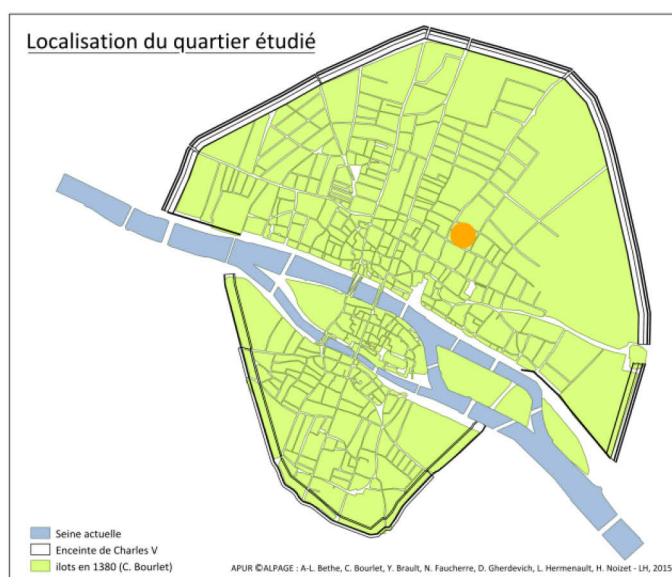 Localisation du quartier étudié
Seine actuelle
Enceinte de Charles V
ilots en 1380 (C. Bourlet)
APUR ©ALPAGE : A-L. Bethe, C. Bourlet, Y. Brault, N. Faucherre, D. Gherdevich, L. Hermenault, H. Noizet - LH, 2015